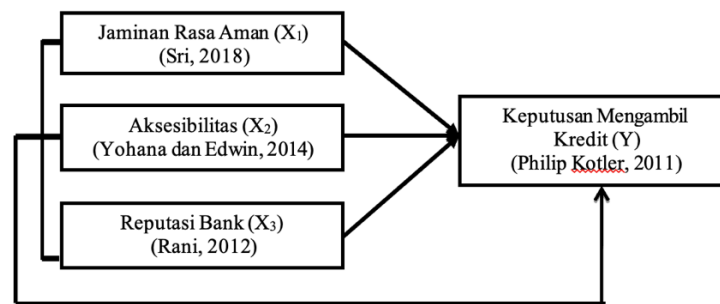 Jaminan Rasa Aman (X₁)
(Sri, 2018)
Aksesibilitas (X₂)
(Yohana dan Edwin, 2014)
Reputasi Bank (X₃)
(Rani, 2012)
Keputusan Mengambil
Kredit (Y)
(Philip Kotler, 2011)